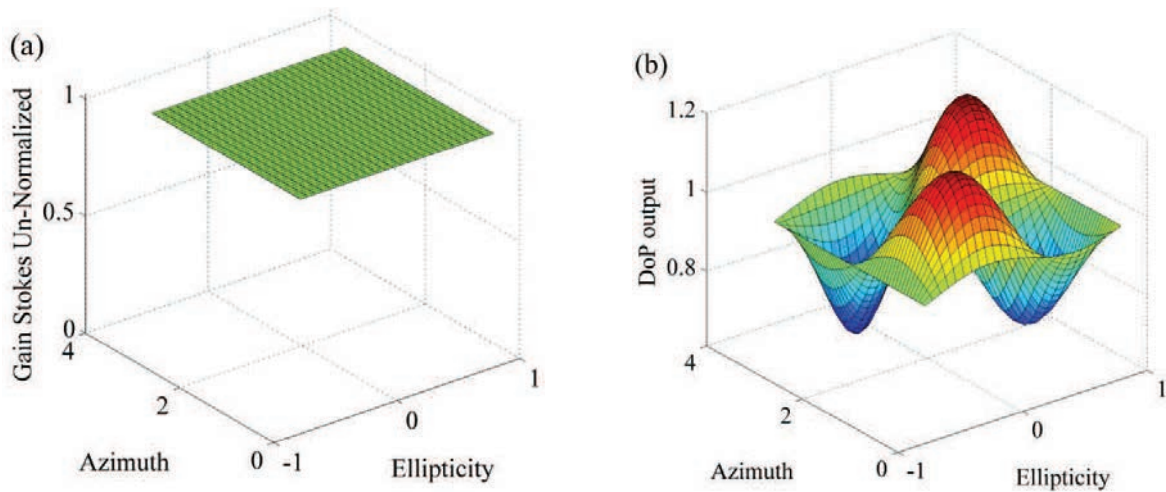 (a)
Gain Stokes Un-Normalized
1
0.5
0
4
2
0
Azimuth
-1
0
1
Ellipticity
(b)
DoP output
1.2
1
0.8
4
2
0
Azimuth
-1
0
1
Ellipticity